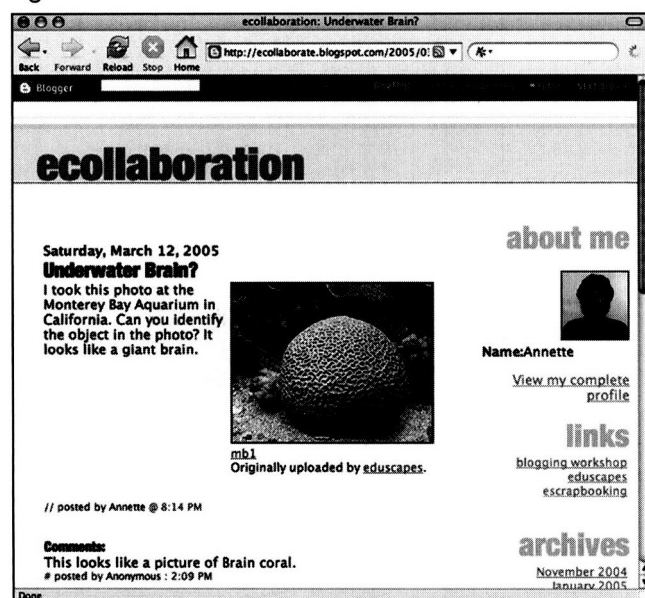 ecollaboration: Underwater Brain?
Back Forward Reload Stop Home
http://ecollaborate.blogspot.com/2005/03
Blogger
ecollaboration
Saturday, March 12, 2005
Underwater Brain?
I took this photo at the
Monterey Bay Aquarium in
California. Can you identify
the object in the photo? It
looks like a giant brain.
mb1
Originally uploaded by eduscapes.
// posted by Annette @ 8:14 PM
Comments:
This looks like a picture of Brain coral.
# posted by Anonymous : 2:09 PM
about me
Name:Annette
View my complete
profile
links
blogging workshop
eduscapes
escrapbooking
archives
November 2004
January 2005
Done